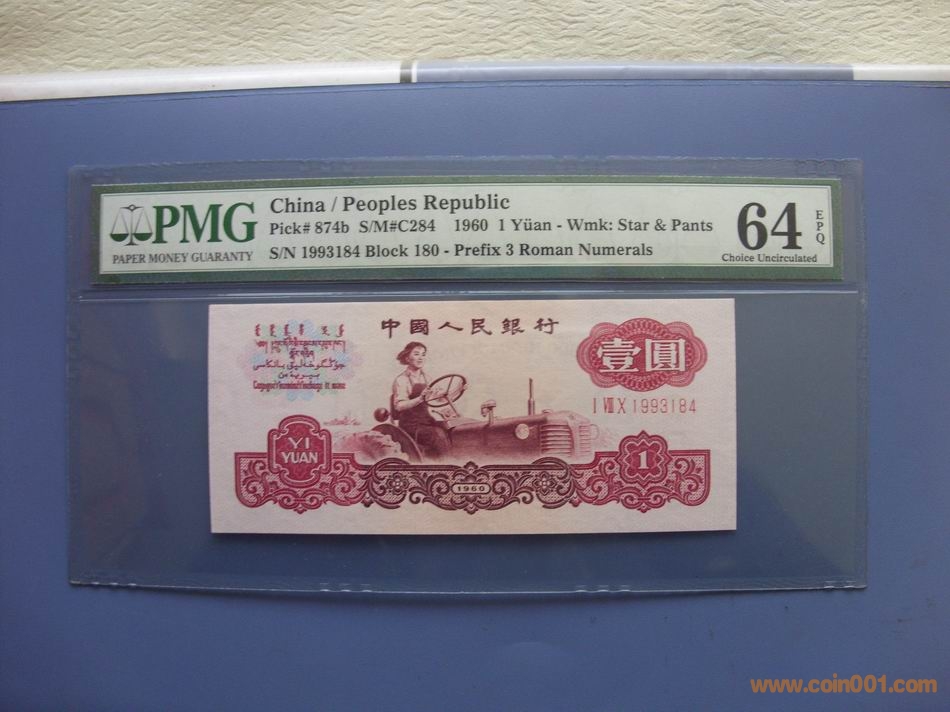 PMG
PAPER MONEY GUARANTY
China / Peoples Republic
Pick# 874b S/M#C284 1960 1 Yüan - Wmk: Star & Pants
S/N 1993184 Block 180 - Prefix 3 Roman Numerals
64
EPQ
Choice Uncirculated
中國人民銀行
壹圓
I VIII X 1993184
YI
YUAN
1960
1
www.coin001.com